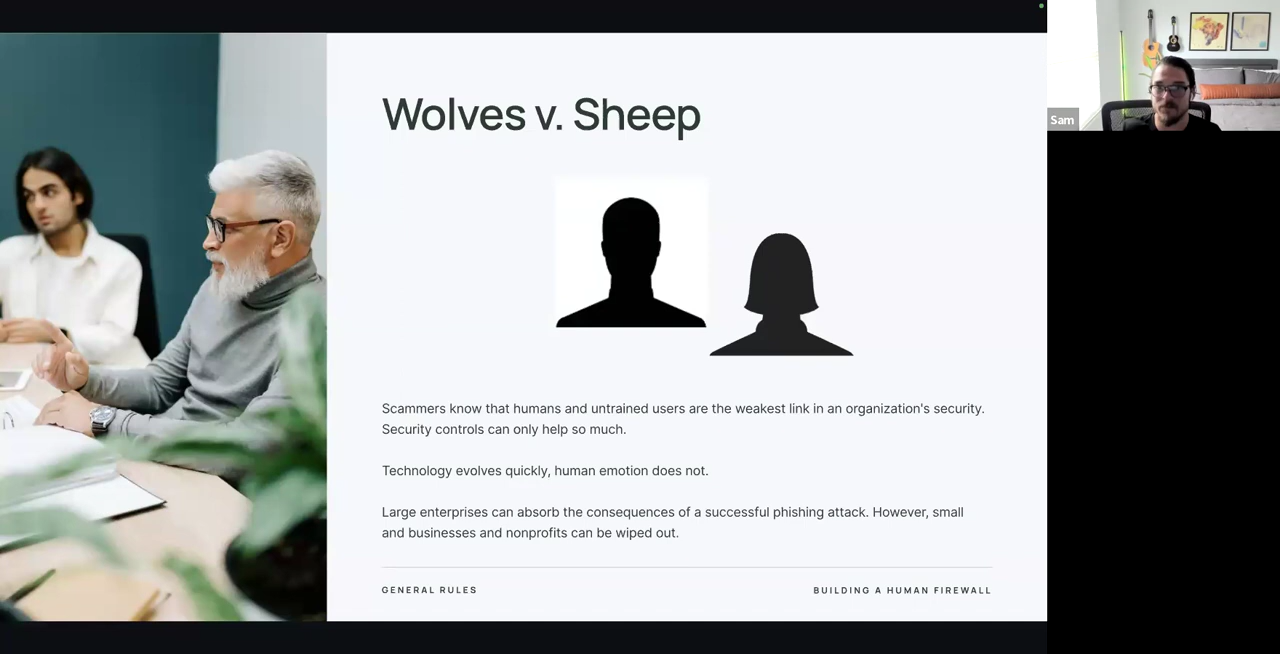 Wolves v. Sheep
Scammers know that humans and untrained users are the weakest link in an organization's security.
Security controls can only help so much.
Technology evolves quickly, human emotion does not.
Large enterprises can absorb the consequences of a successful phishing attack. However, small
and businesses and nonprofits can be wiped out.
GENERAL RULES
BUILDING A HUMAN FIREWALL
Sam